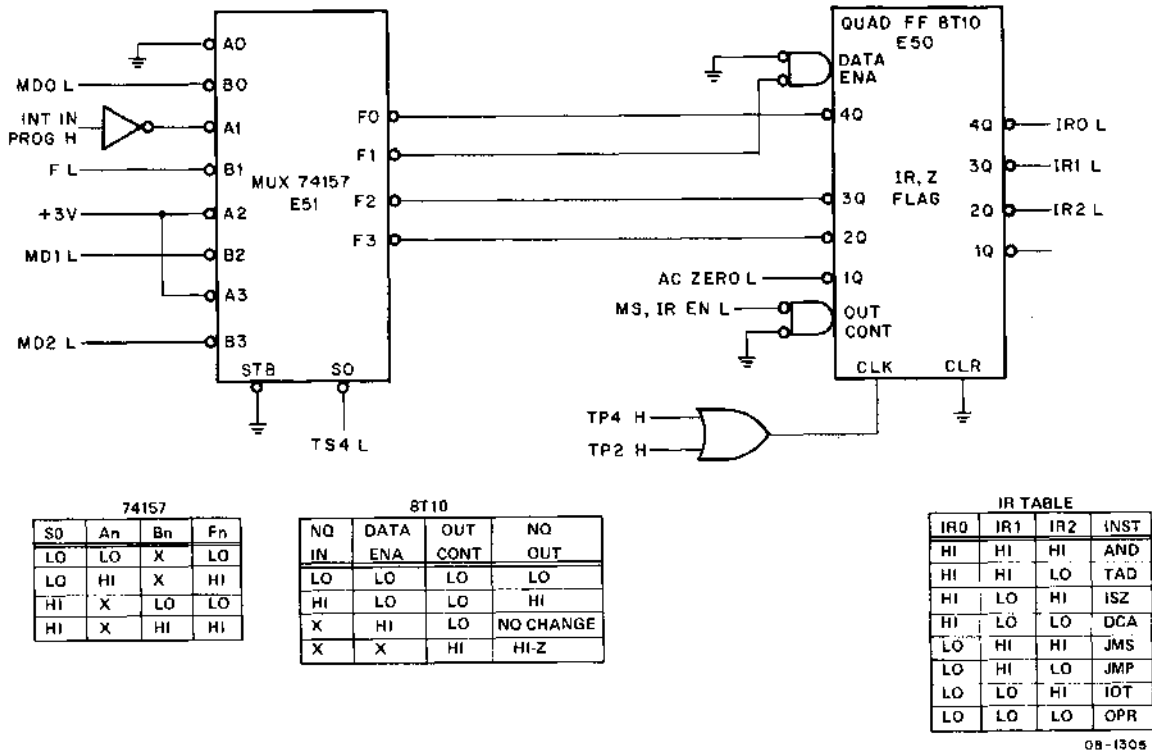 QUAD FF 8T10
E50
A0
DATA
ENA
MD0 L
B0
INT IN
PROG H
A1
F0
4Q
4Q
IR0 L
F1
F L
B1
MUX 74157
E51
IR, Z
FLAG
3Q
IR1 L
+3V
A2
F2
3Q
2Q
IR2 L
MD1 L
B2
F3
2Q
1Q
A3
AC ZERO L
1Q
MS, IR EN L
OUT
CONT
MD2 L
B3
STB
S0
CLK
CLR
TS4 L
TP4 H
TP2 H
74157
S0 An Bn Fn
LO LO X LO
LO HI X HI
HI X LO LO
HI X HI HI
8T10
NQ IN DATA ENA OUT CONT NQ OUT
LO LO LO LO
HI LO LO HI
X HI LO NO CHANGE
X X HI HI-Z
IR TABLE
IR0 IR1 IR2 INST
HI HI HI AND
HI HI LO TAD
HI LO HI ISZ
HI LO LO DCA
LO HI HI JMS
LO HI LO JMP
LO LO HI IOT
LO LO LO OPR
08-1305